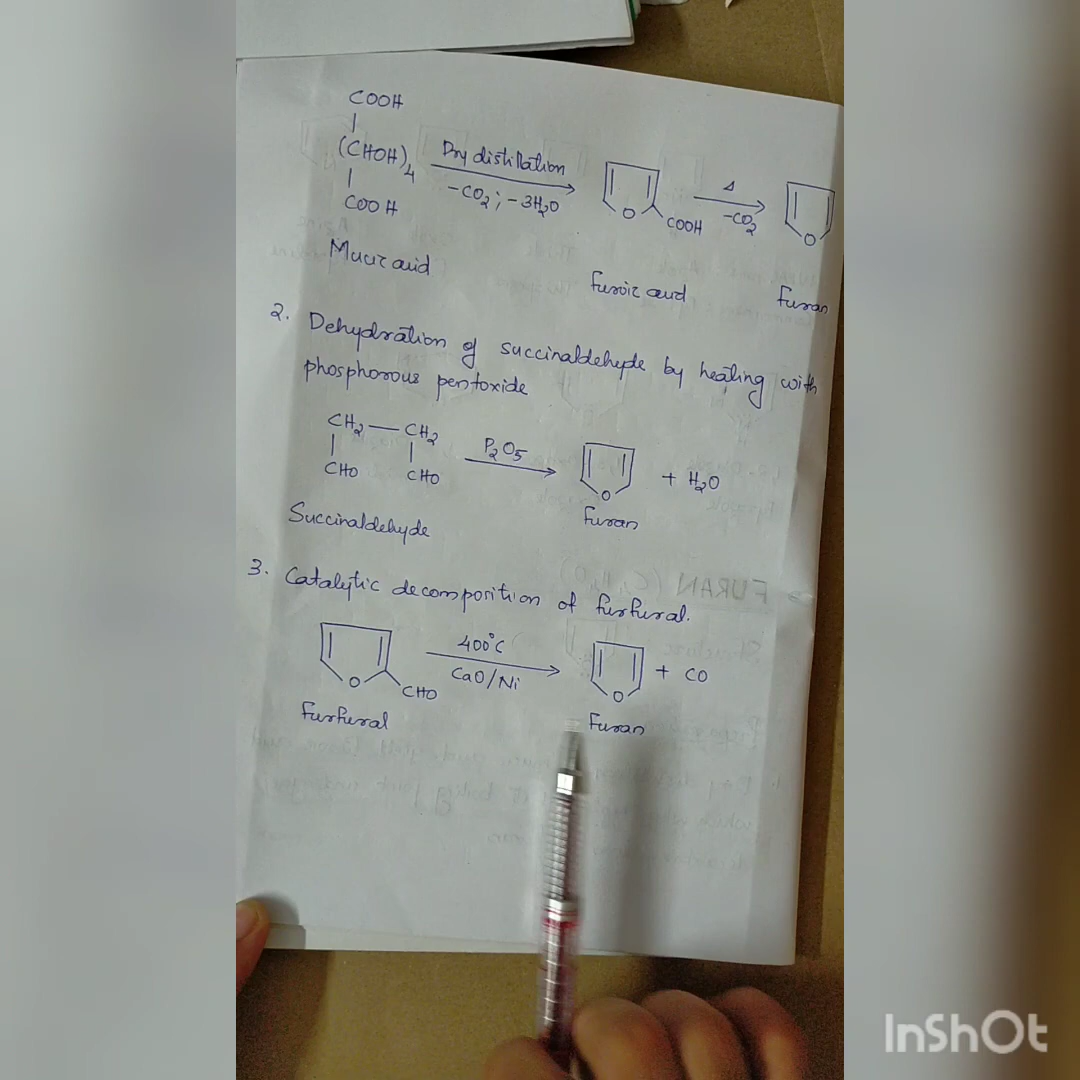 COOH
(CHOH)4
COOH
Dry distillation
-CO2; -3H2O
O
COOH
Δ
-CO2
O
Mucic acid
Furoic acid
Furan
2. Dehydration of succinaldehyde by heating with
phosphorous pentoxide
CH2 — CH2
CHO CHO
P2O5
O
+ H2O
Furan
Succinaldehyde
3. Catalytic decomposition of furfural.
O
CHO
400°C
CaO/Ni
O
+ CO
Furfural
Furan
InShOt